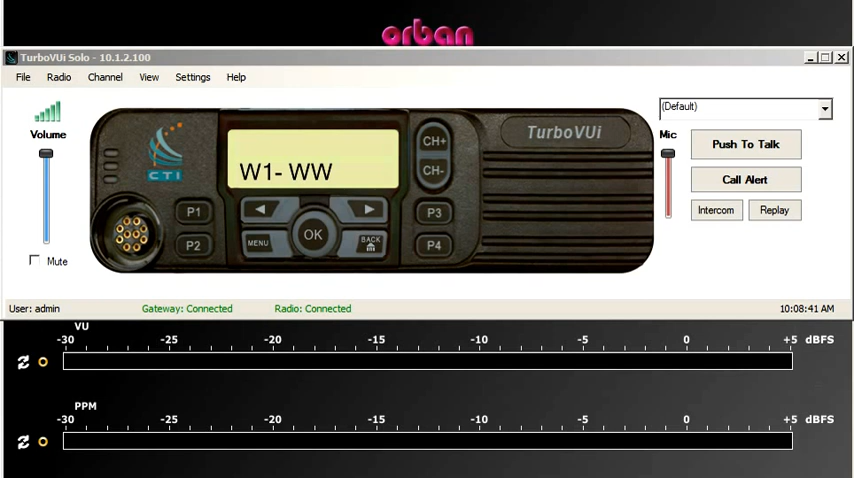 orban
TurboVUi Solo - 10.1.2.100
File Radio Channel View Settings Help
(Default)
Volume
Mic
Mute
CTI
W1- WW
P1
P2
MENU
OK
BACK
CH+
CH-
P3
P4
TurboVUi
Push To Talk
Call Alert
Intercom Replay
User: admin Gateway: Connected Radio: Connected 10:08:41 AM
VU
-30 -25 -20 -15 -10 -5 0 +5 dBFS
PPM
-30 -25 -20 -15 -10 -5 0 +5 dBFS